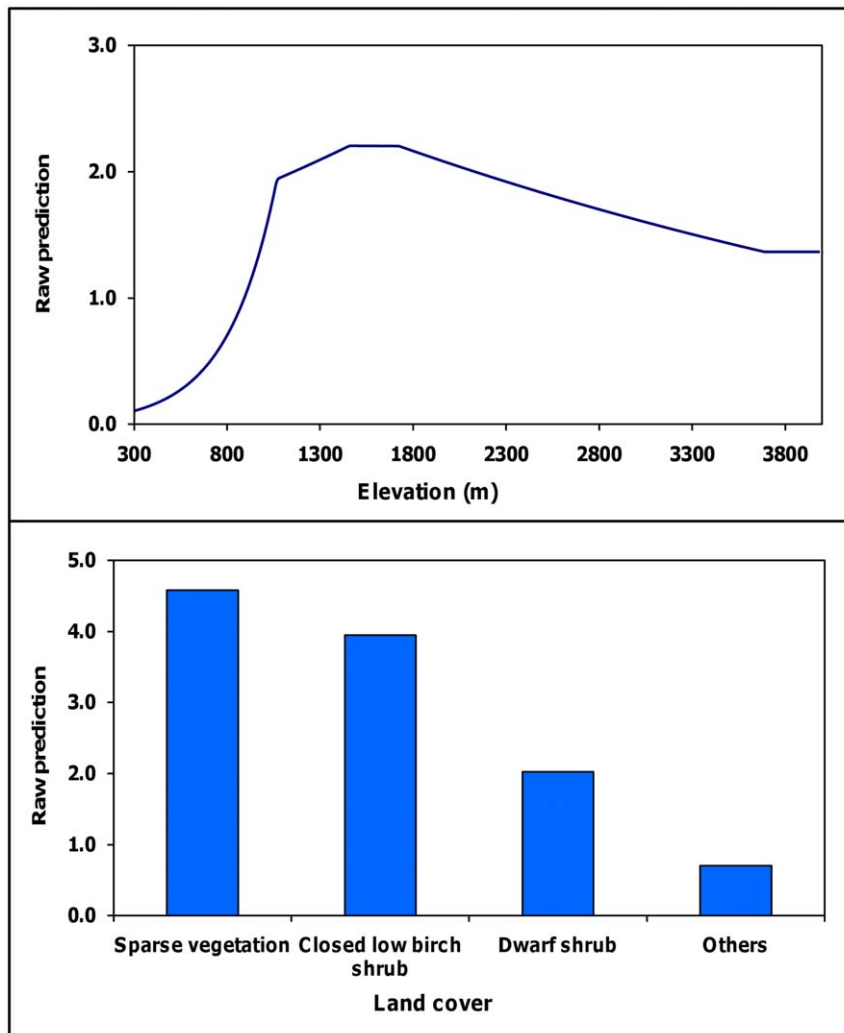 3.0
2.0
1.0
0.0
Raw prediction
300 800 1300 1800 2300 2800 3300 3800
Elevation (m)
5.0
4.0
3.0
2.0
1.0
0.0
Raw prediction
Sparse vegetation Closed low birch shrub Dwarf shrub Others
Land cover